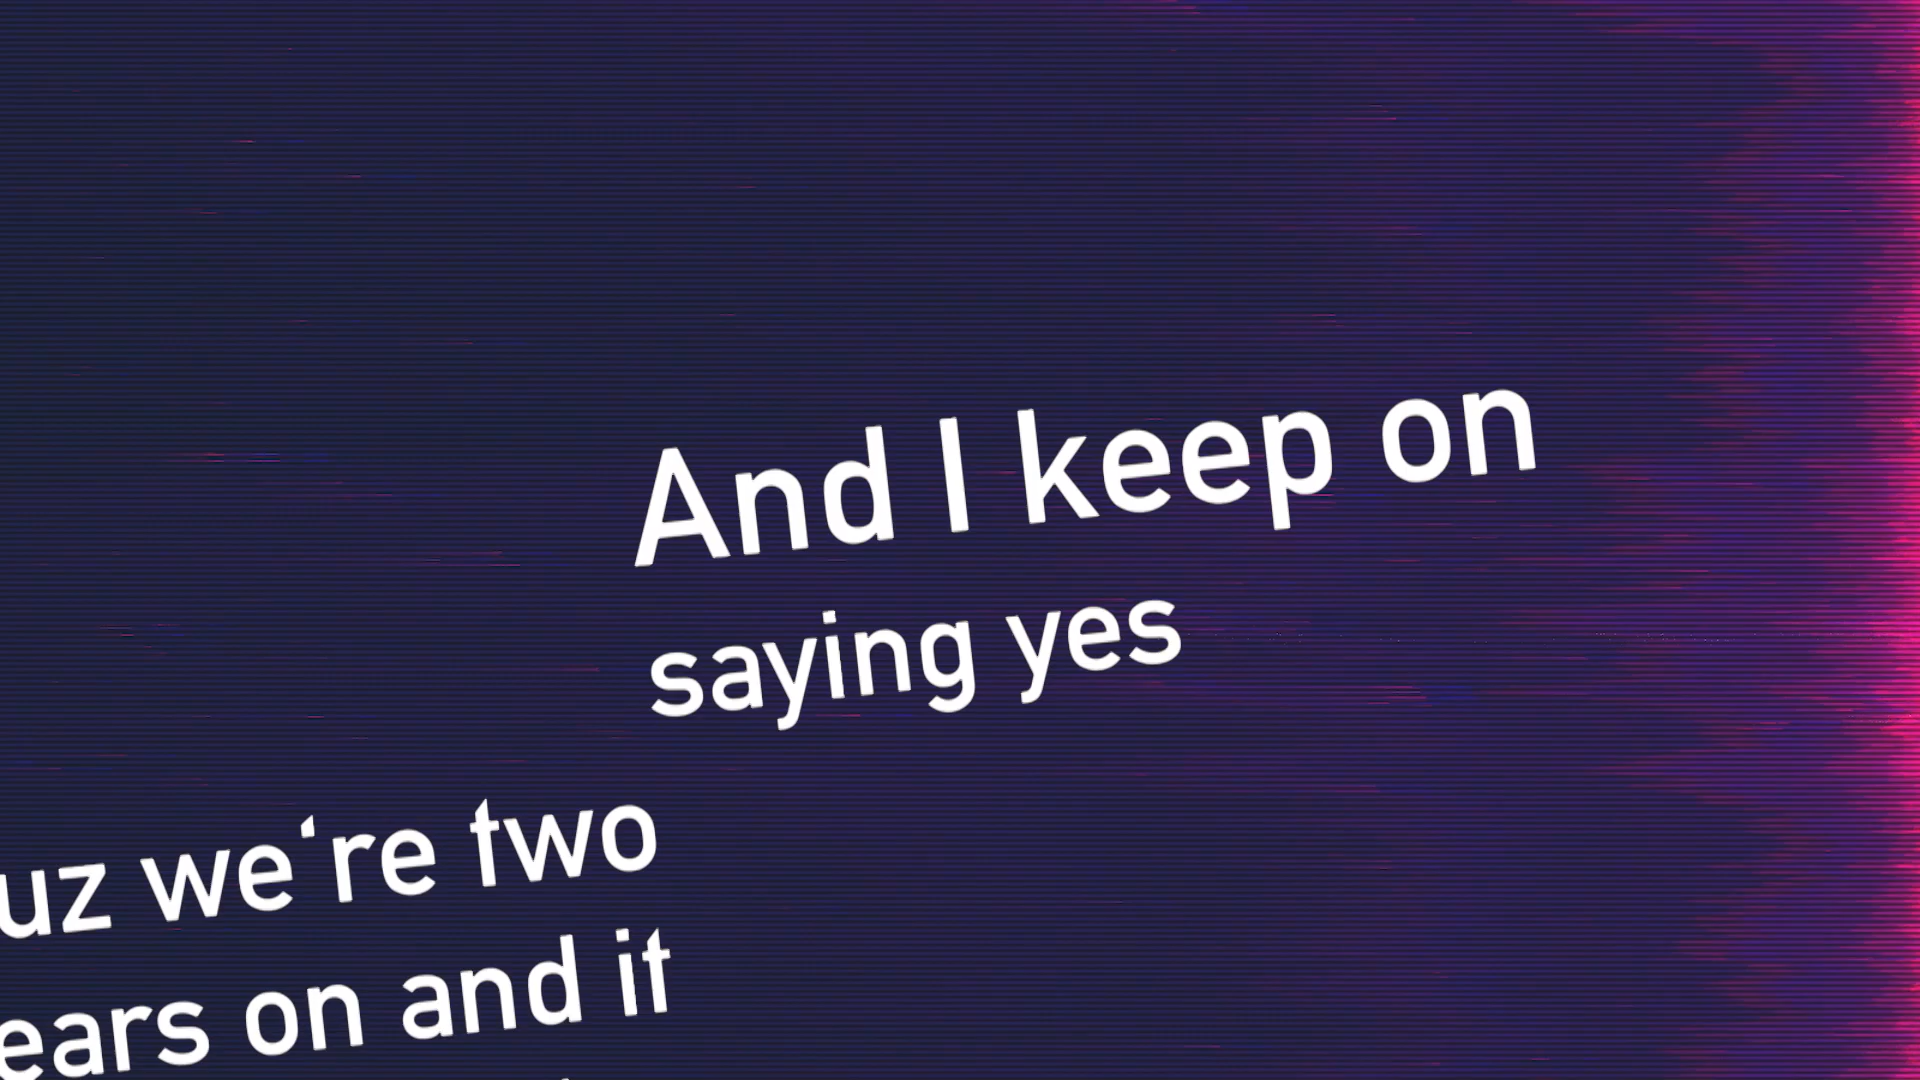 And I keep on
saying yes
uz we're two
ears on and it